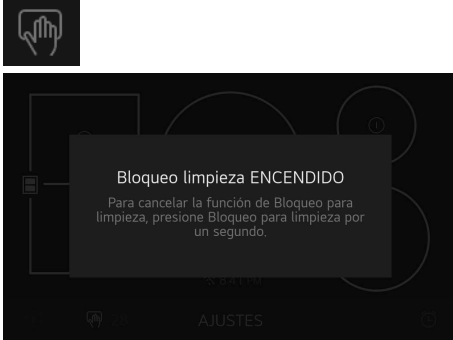 Bloqueo limpieza ENCENDIDO
Para cancelar la función de Bloqueo para
limpieza, presione Bloqueo para limpieza por
un segundo.
AJUSTES